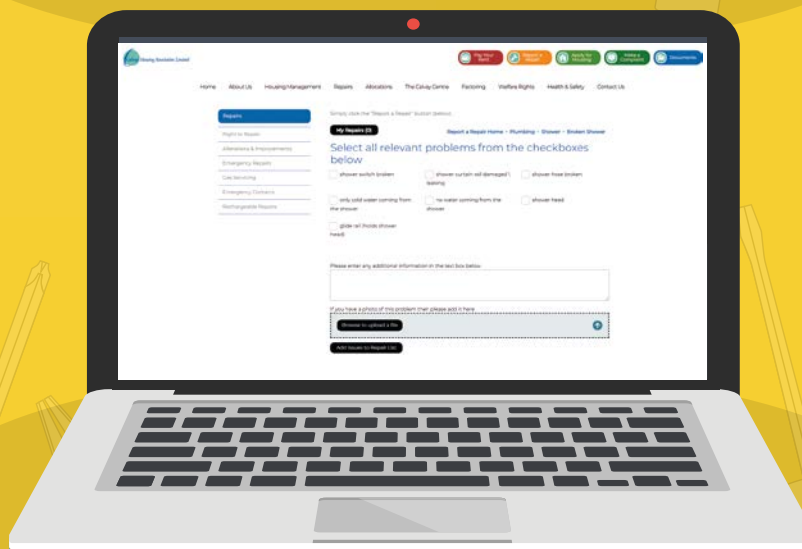 Housing Association Limited
Pay Your
Rent
Report a
Repair
Apply for
Housing
Make a
Complaint
Documents
Home About Us Housing Management Repairs Allocations The Calvay Centre Factoring Welfare Rights Health & Safety Contact Us
Repairs
Right to Repair
Alterations & Improvements
Emergency Repairs
Gas Servicing
Emergency Contacts
Rechargeable Repairs
Simply click the "Report a Repair" button below.
My Repairs (0)
Report a Repair Home - Plumbing - Shower - Broken Shower
Select all relevant problems from the checkboxes
below
shower switch broken
shower curtain rail damaged \
leaking
shower hose broken
only cold water coming from
the shower
no water coming from the
shower
shower head
glide rail (holds shower
head)
Please enter any additional information in the text box below
If you have a photo of this problem then please add it here
Browse to upload a file
Add Issues to Repair List